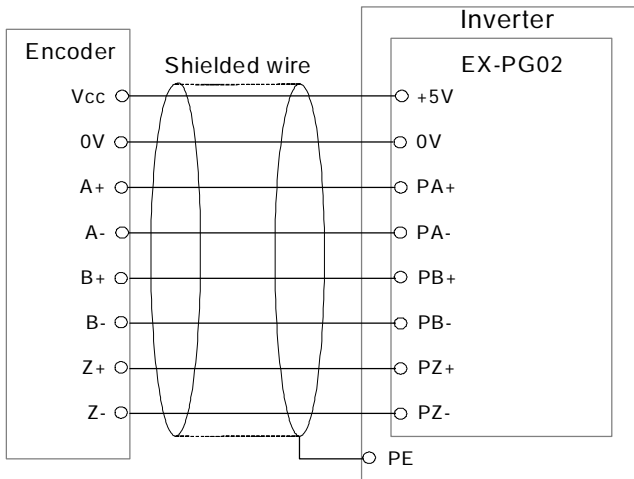 Inverter
Encoder
EX-PG02
Shielded wire
Vcc
+5V
0V
0V
A+
PA+
A-
PA-
B+
PB+
B-
PB-
Z+
PZ+
Z-
PZ-
PE